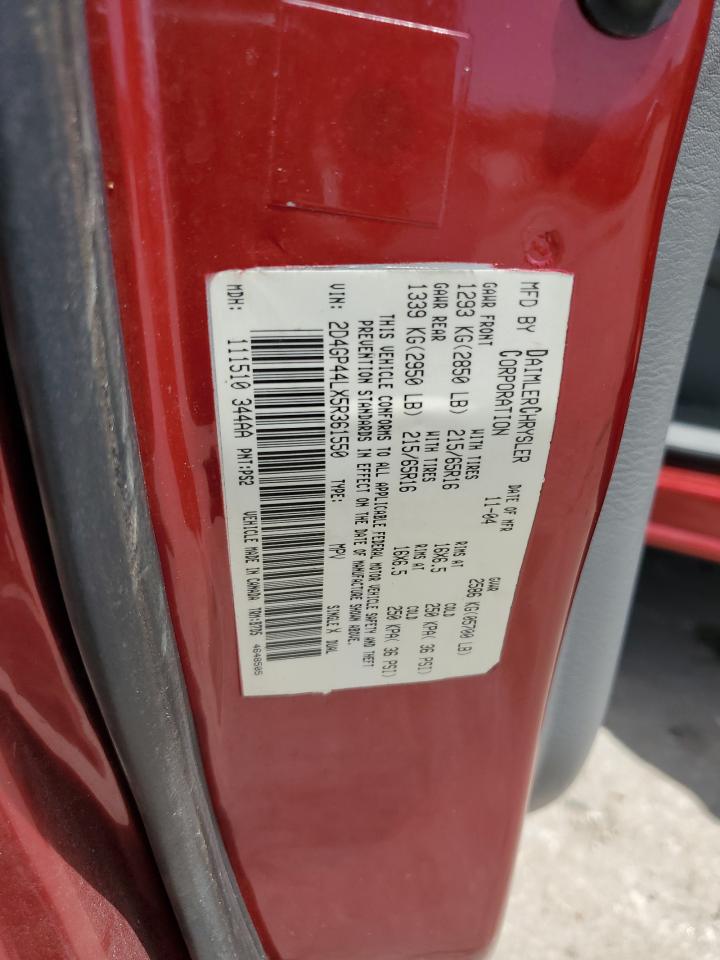 MFD BY DAIMLERCHRYSLER CORPORATION
DATE OF MFR 11-04
GVWR 2586 KG(05700 LB)
GAWR FRONT WITH TIRES RIMS AT COLD
1293 KG(2850 LB) 215/65R16 16X6.5 250 KPA( 36 PSI)
GAWR REAR WITH TIRES RIMS AT COLD
1339 KG(2950 LB) 215/65R16 16X6.5 250 KPA( 36 PSI)
THIS VEHICLE CONFORMS TO ALL APPLICABLE FEDERAL MOTOR VEHICLE SAFETY AND THEFT
PREVENTION STANDARDS IN EFFECT ON THE DATE OF MANUFACTURE SHOWN ABOVE.
VIN: 2D4GP44LX5R361550 TYPE: MPV SINGLE X DUAL
MDH: 111510 344AA PNT:PS2 VEHICLE MADE IN CANADA TRM:D7D5 4648505